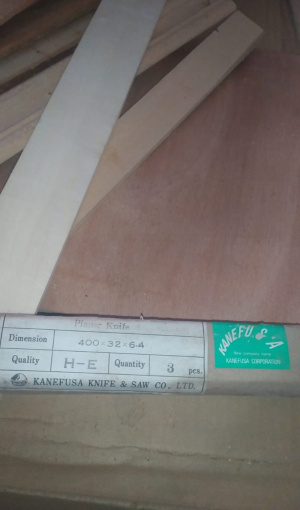 Planer Knife
Dimension 400×32×6.4
Quality H-E Quantity 3 pcs.
KANEFUSA KNIFE & SAW CO., LTD.
KANEFUSA
KANEFUSA CORPORATION